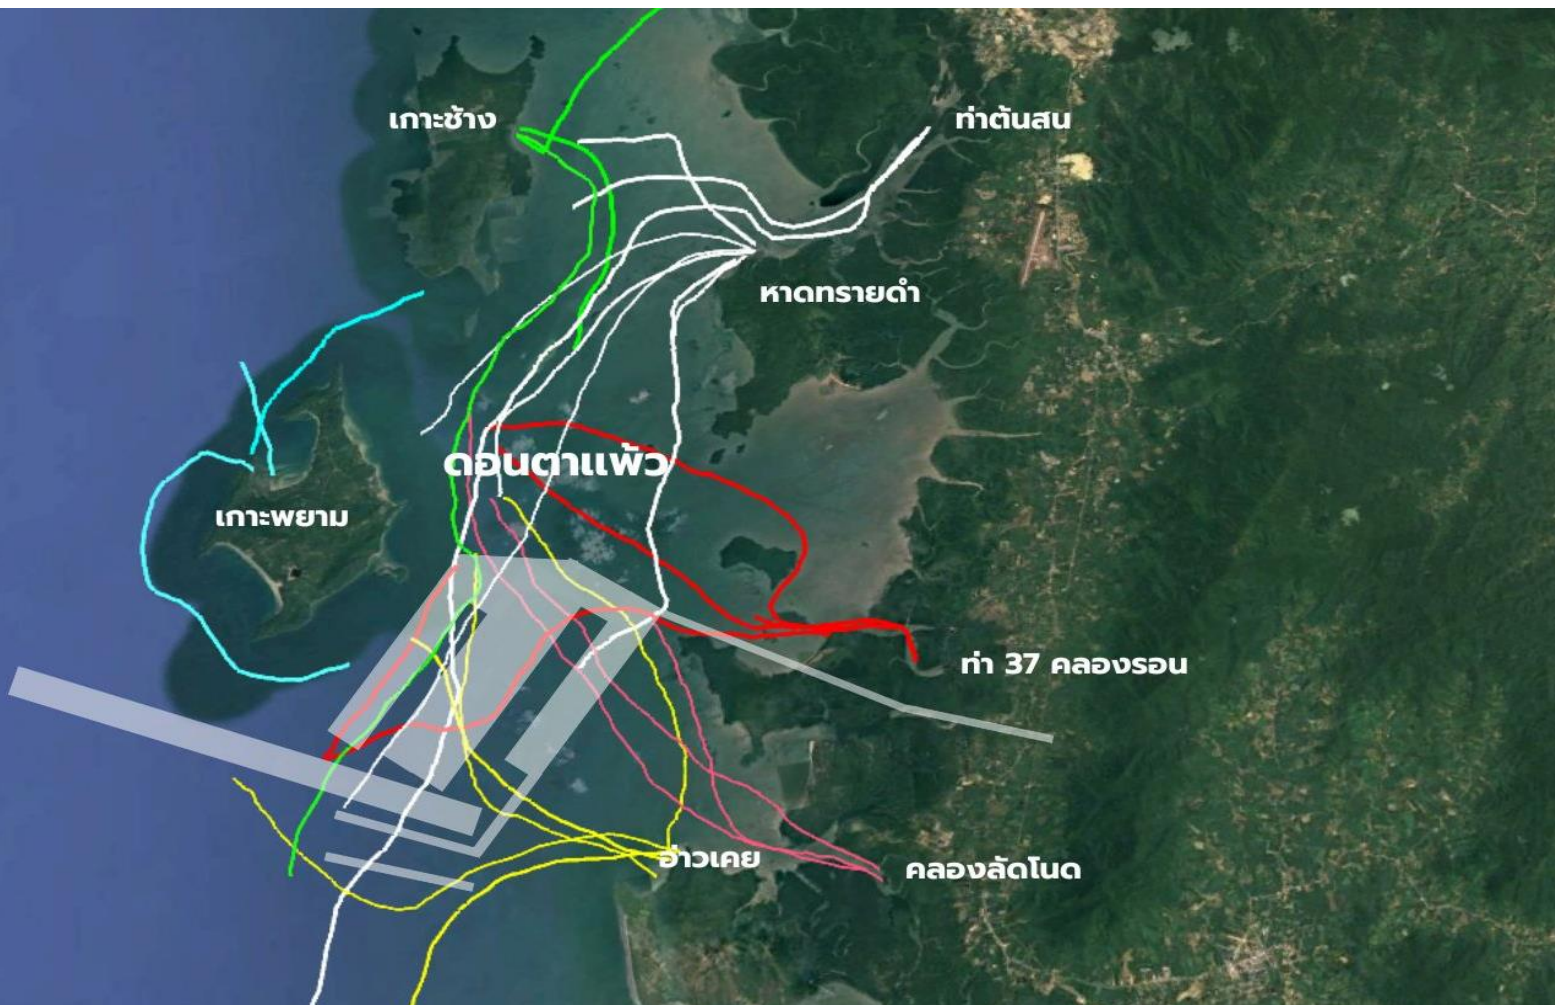 เกาะช้าง
ท่าต้นสน
หาดทรายดำ
ดอนตาแพ้ว
เกาะพยาม
ท่า 37 คลองรอน
อ่าวเคย
คลองลัดโนด